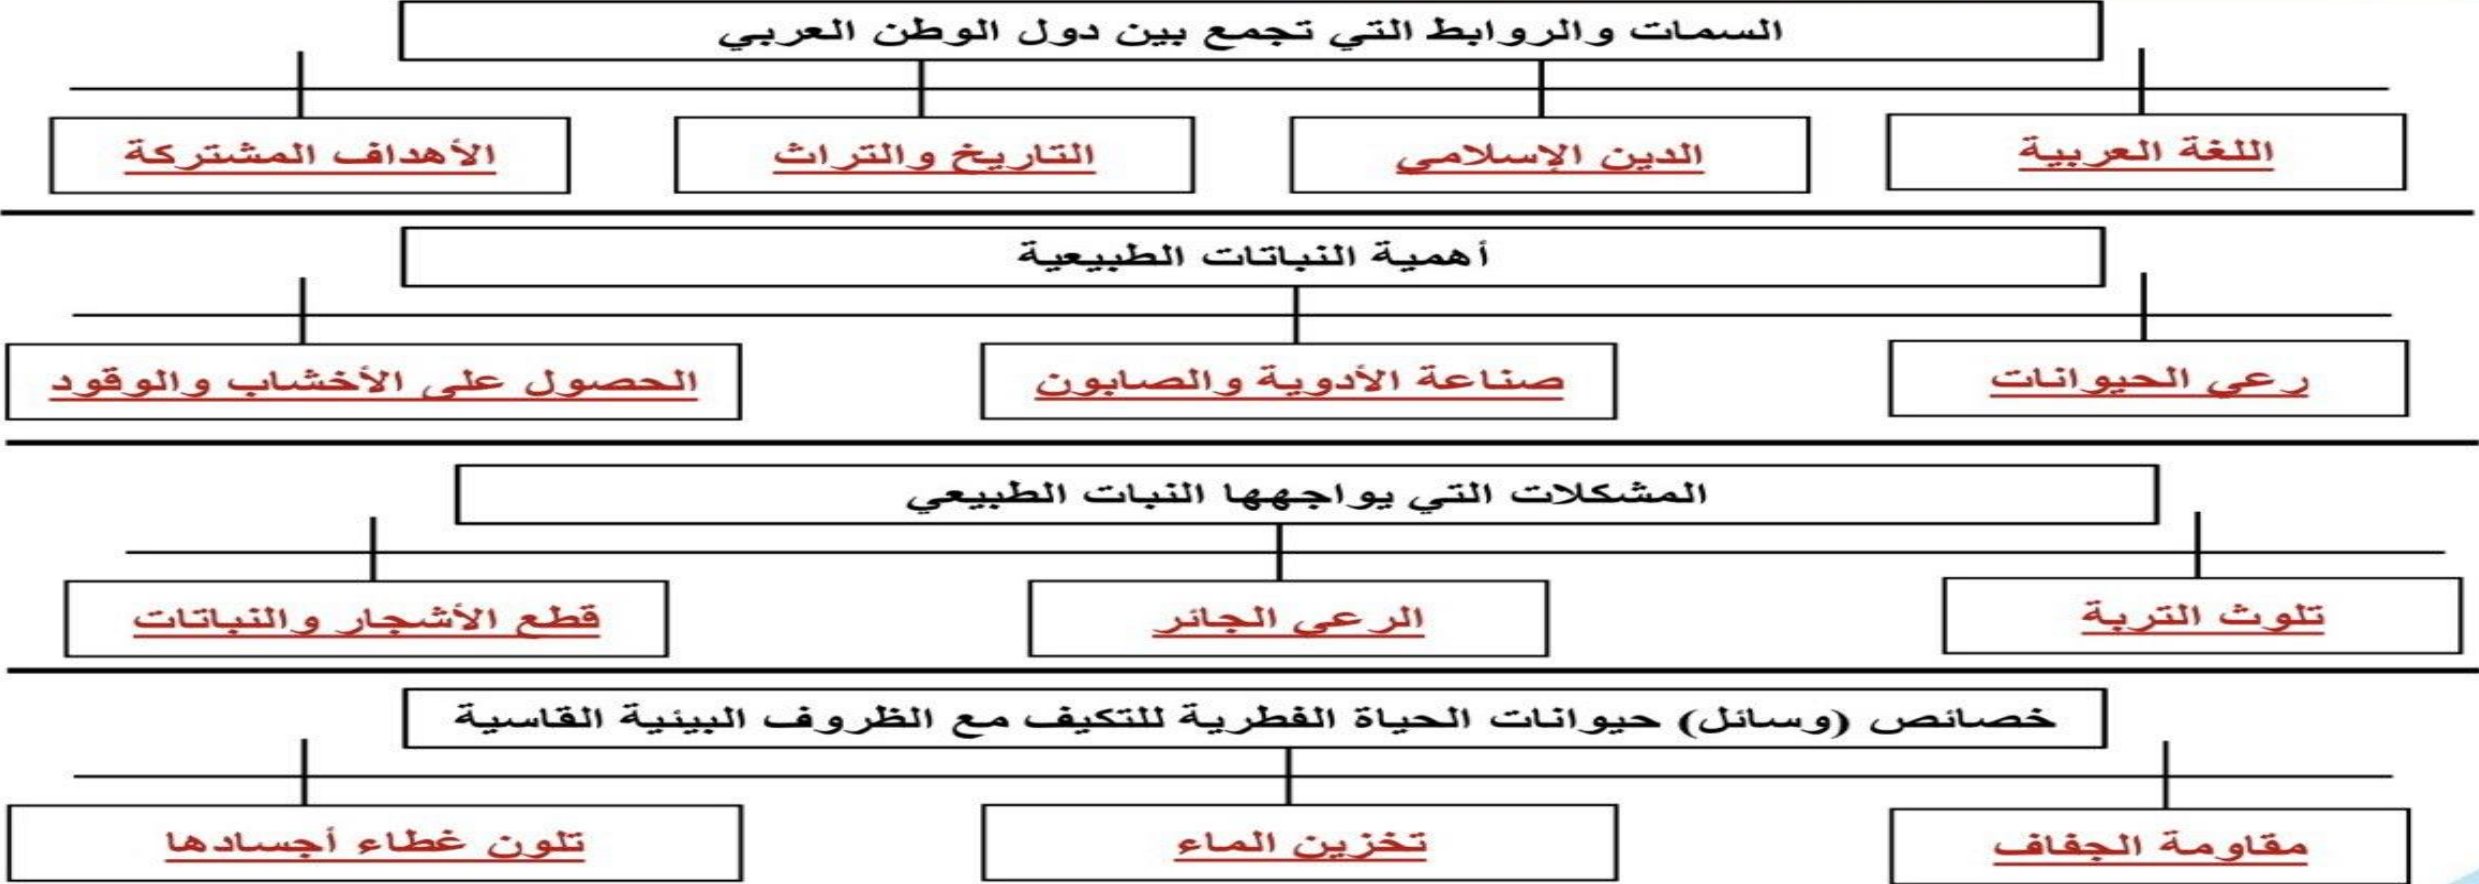 السمات والروابط التي تجمع بين دول الوطن العربي
اللغة العربية
الدين الإسلامي
التاريخ والتراث
الأهداف المشتركة
أهمية النباتات الطبيعية
رعي الحيوانات
صناعة الأدوية والصابون
الحصول على الأخشاب والوقود
المشكلات التي يواجهها النبات الطبيعي
تلوث التربة
الرعي الجائر
قطع الأشجار والنباتات
خصائص (وسائل) حيوانات الحياة الفطرية للتكيف مع الظروف البيئية القاسية
مقاومة الجفاف
تخزين الماء
تلون غطاء أجسادها